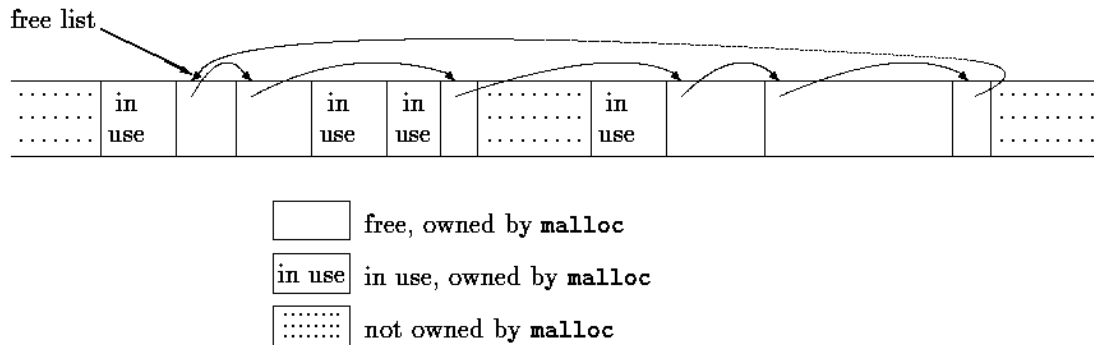 free list
in
use
in
use
in
use
in
use
free, owned by malloc
in use
in use, owned by malloc
not owned by malloc